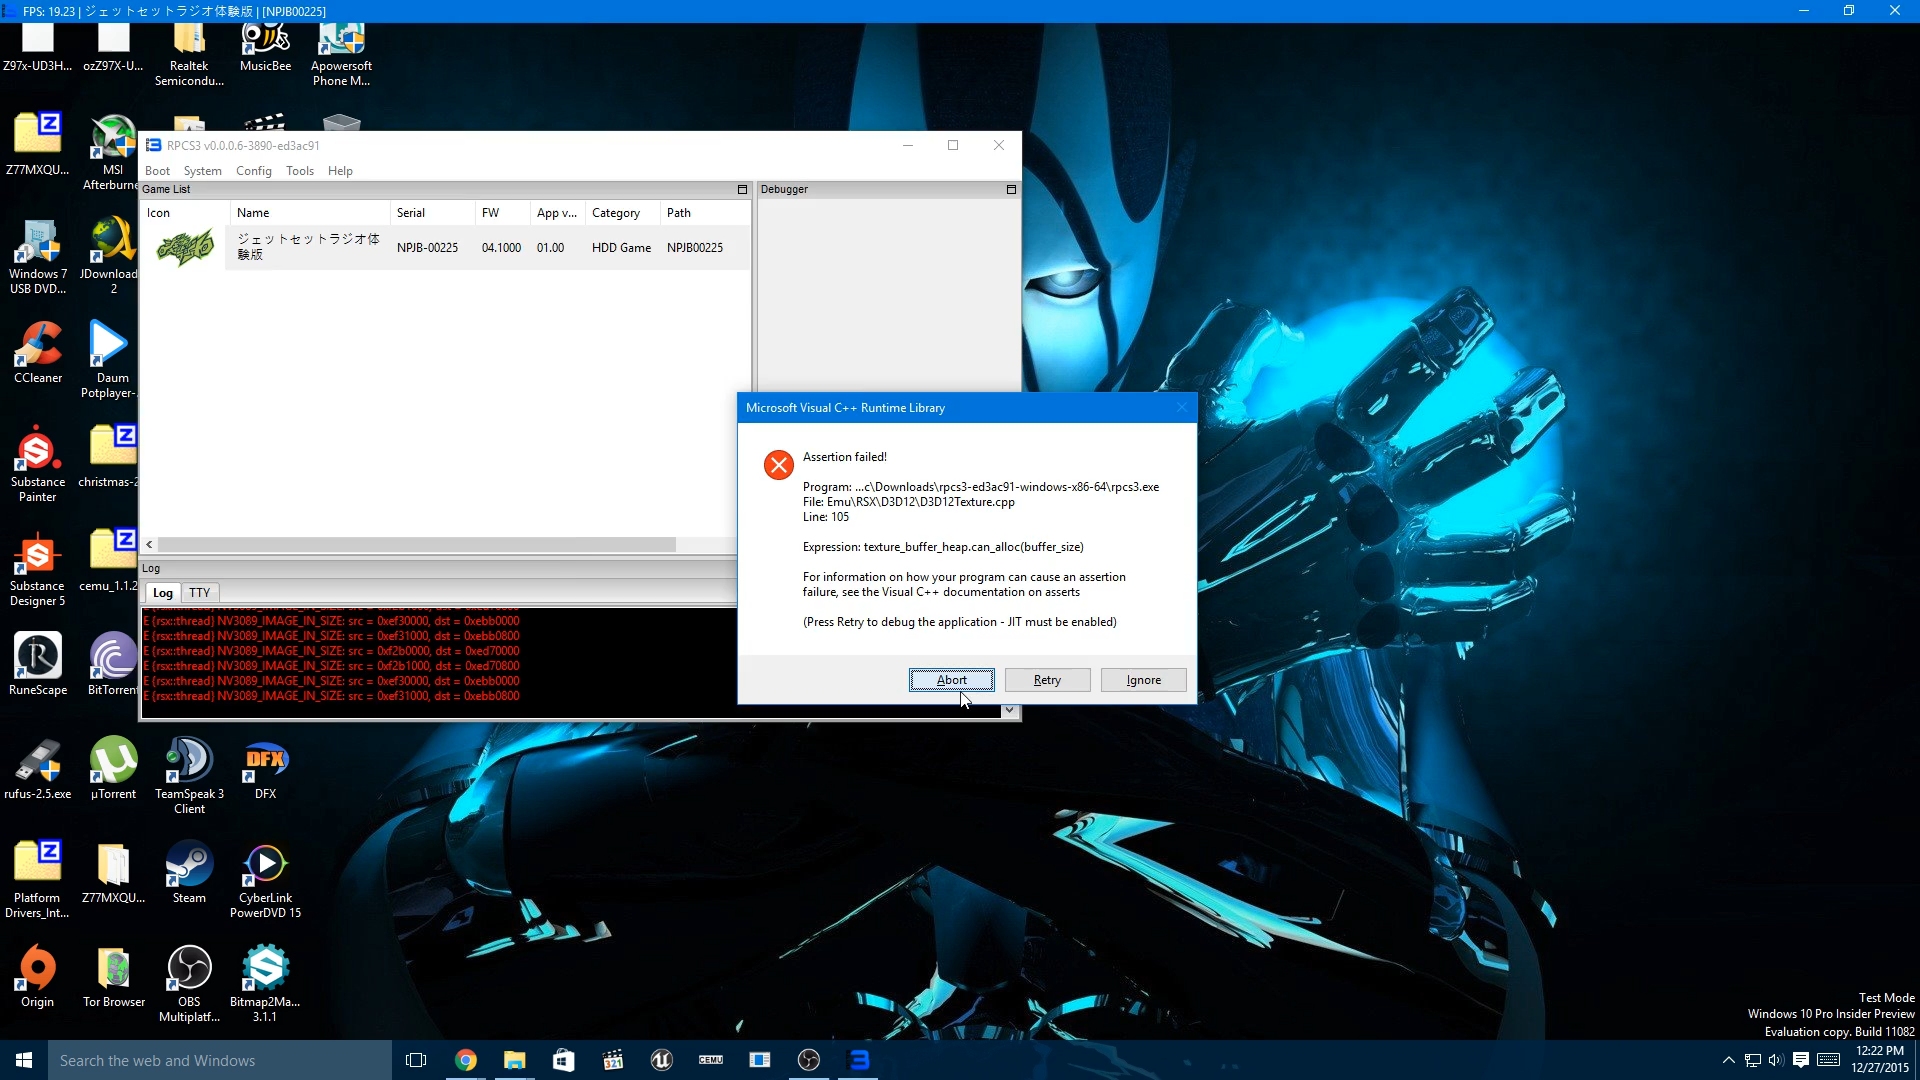 FPS: 19.23 | ジェットセットラジオ体験版 | [NPJB00225]
Z97x-UD3H...
ozZ97X-U...
Realtek
Semicondu...
MusicBee
Apowersoft
Phone M...
Z77MXQU...
MSI
Afterburne
Windows 7
USB DVD...
JDownload
2
CCleaner
Daum
Potplayer-
Substance
Painter
christmas-2
Substance
Designer 5
cemu_1.1.2
RuneScape
BitTorrent
rufus-2.5.exe
µTorrent
TeamSpeak 3
Client
DFX
Platform
Drivers_Int...
Z77MXQU...
Steam
CyberLink
PowerDVD 15
Origin
Tor Browser
OBS
Multiplatf...
Bitmap2Ma...
3.1.1
RPCS3 v0.0.0.6-3890-ed3ac91
Boot System Config Tools Help
Game List
Debugger
Icon Name Serial FW App v... Category Path
ジェットセットラジオ体
験版
NPJB-00225 04.1000 01.00 HDD Game NPJB00225
Log
Log TTY
E {rsx::thread} NV3089_IMAGE_IN_SIZE: src = 0xef30000, dst = 0xebb0000
E {rsx::thread} NV3089_IMAGE_IN_SIZE: src = 0xef31000, dst = 0xebb0800
E {rsx::thread} NV3089_IMAGE_IN_SIZE: src = 0xf2b0000, dst = 0xed70000
E {rsx::thread} NV3089_IMAGE_IN_SIZE: src = 0xf2b1000, dst = 0xed70800
E {rsx::thread} NV3089_IMAGE_IN_SIZE: src = 0xef30000, dst = 0xebb0000
E {rsx::thread} NV3089_IMAGE_IN_SIZE: src = 0xef31000, dst = 0xebb0800
Microsoft Visual C++ Runtime Library
Assertion failed!
Program: ...c\Downloads\rpcs3-ed3ac91-windows-x86-64\rpcs3.exe
File: Emu\RSX\D3D12\D3D12Texture.cpp
Line: 105
Expression: texture_buffer_heap.can_alloc(buffer_size)
For information on how your program can cause an assertion
failure, see the Visual C++ documentation on asserts
(Press Retry to debug the application - JIT must be enabled)
Abort Retry Ignore
Test Mode
Windows 10 Pro Insider Preview
Evaluation copy. Build 11082
Search the web and Windows
321
CEMU
12:22 PM
12/27/2015